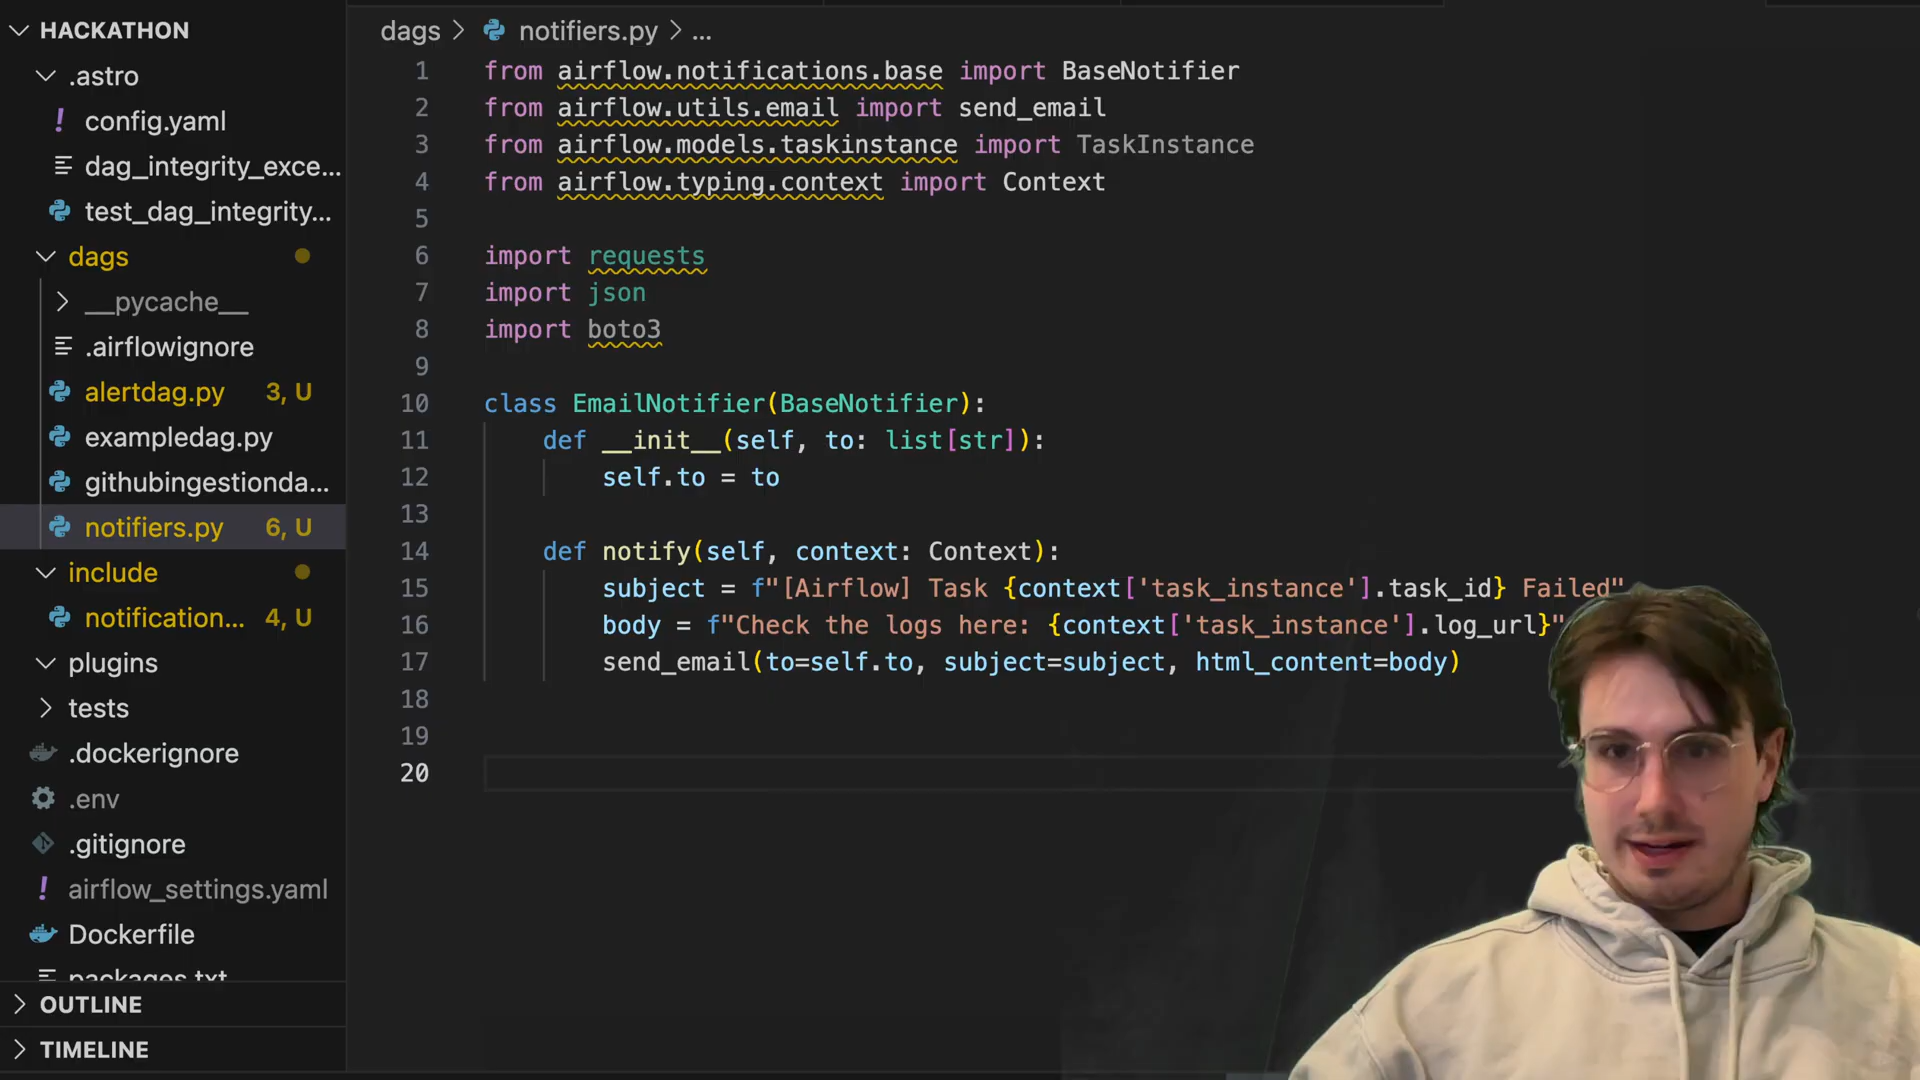 HACKATHON
.astro
config.yaml
dag_integrity_exce...
test_dag_integrity...
dags
__pycache__
.airflowignore
alertdag.py 3, U
exampledag.py
githubingestionda...
notifiers.py 6, U
include
notification... 4, U
plugins
tests
.dockerignore
.env
.gitignore
airflow_settings.yaml
Dockerfile
packages.txt
OUTLINE
TIMELINE
dags > notifiers.py > ...
1 from airflow.notifications.base import BaseNotifier
2 from airflow.utils.email import send_email
3 from airflow.models.taskinstance import TaskInstance
4 from airflow.typing.context import Context
5
6 import requests
7 import json
8 import boto3
9
10 class EmailNotifier(BaseNotifier):
11 def __init__(self, to: list[str]):
12 self.to = to
13
14 def notify(self, context: Context):
15 subject = f"[Airflow] Task {context['task_instance'].task_id} Failed"
16 body = f"Check the logs here: {context['task_instance'].log_url}"
17 send_email(to=self.to, subject=subject, html_content=body)
18
19
20